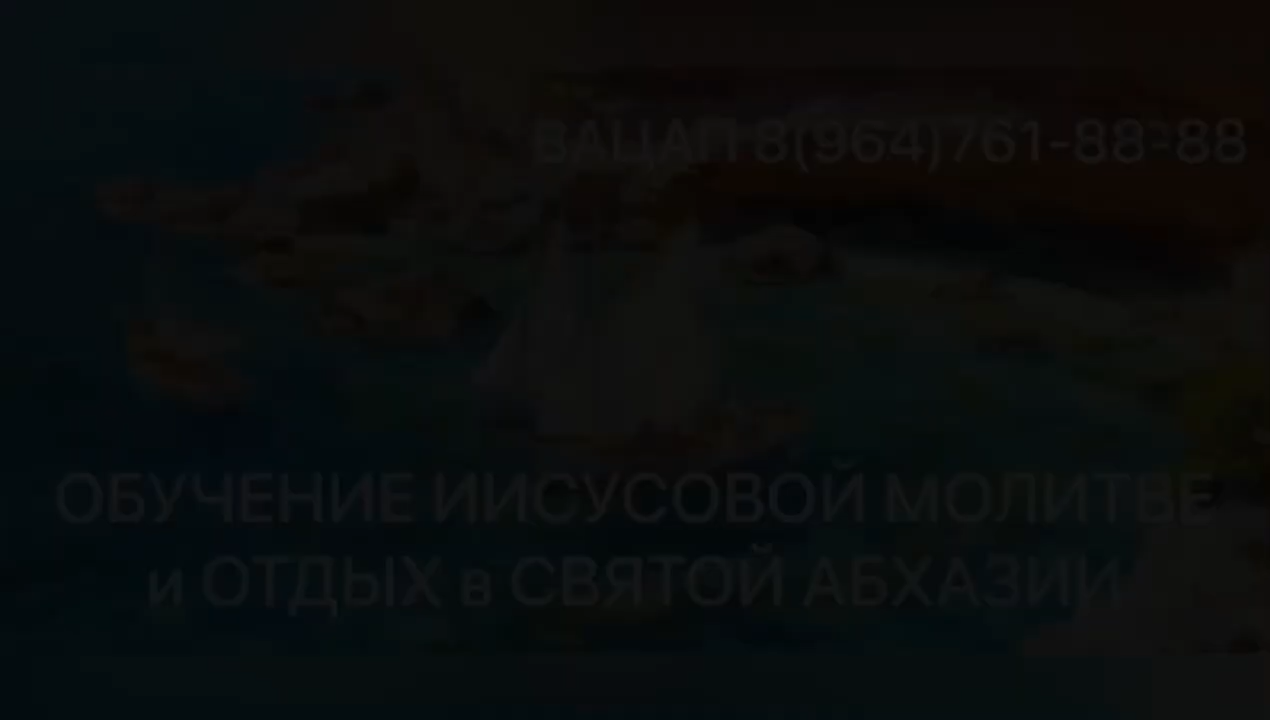 ВАЦАП 8(964)761-88-88
ОБУЧЕНИЕ ИИСУСОВОЙ МОЛИТВЕ
и ОТДЫХ в СВЯТОЙ АБХАЗИИ